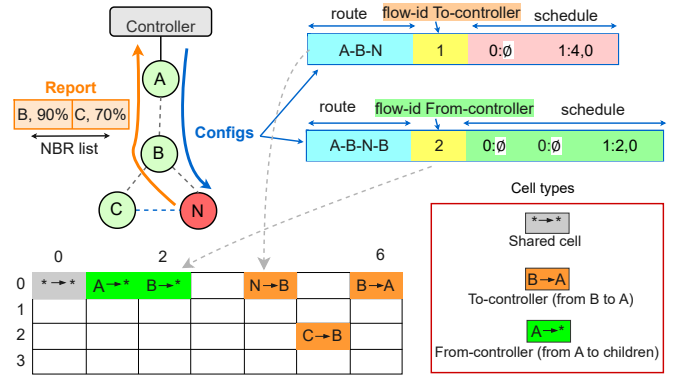 Controller
A
B
C
N
Report
B, 90% C, 70%
NBR list
Configs
route flow-id To-controller schedule
A-B-N 1 0:∅ 1:4,0
route flow-id From-controller schedule
A-B-N-B 2 0:∅ 0:∅ 1:2,0
Cell types
*→*
Shared cell
B→A
To-controller (from B to A)
A→*
From-controller (from A to children)
0 2 6
0 *→* A→* B→* N→B B→A
1
2 C→B
3